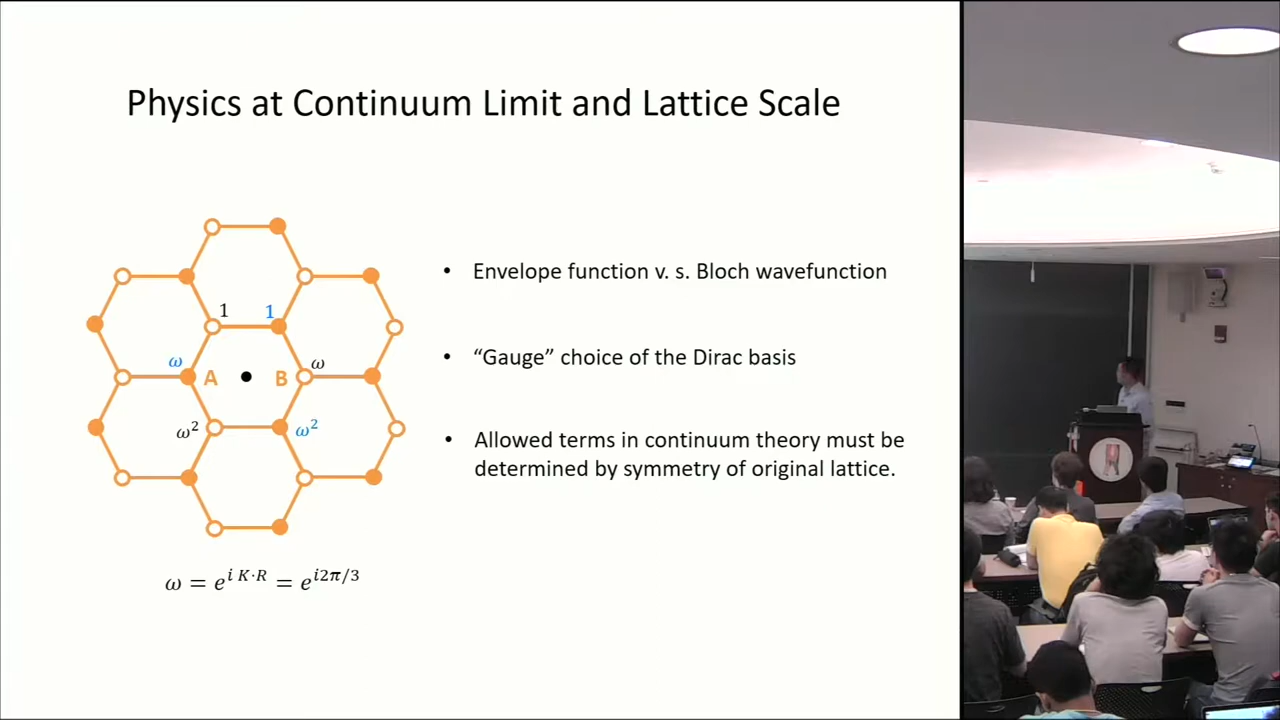 Physics at Continuum Limit and Lattice Scale
1 1
ω A B ω
ω² ω²
ω = e^{i K·R} = e^{i2π/3}
• Envelope function v. s. Bloch wavefunction
• “Gauge” choice of the Dirac basis
• Allowed terms in continuum theory must be
determined by symmetry of original lattice.